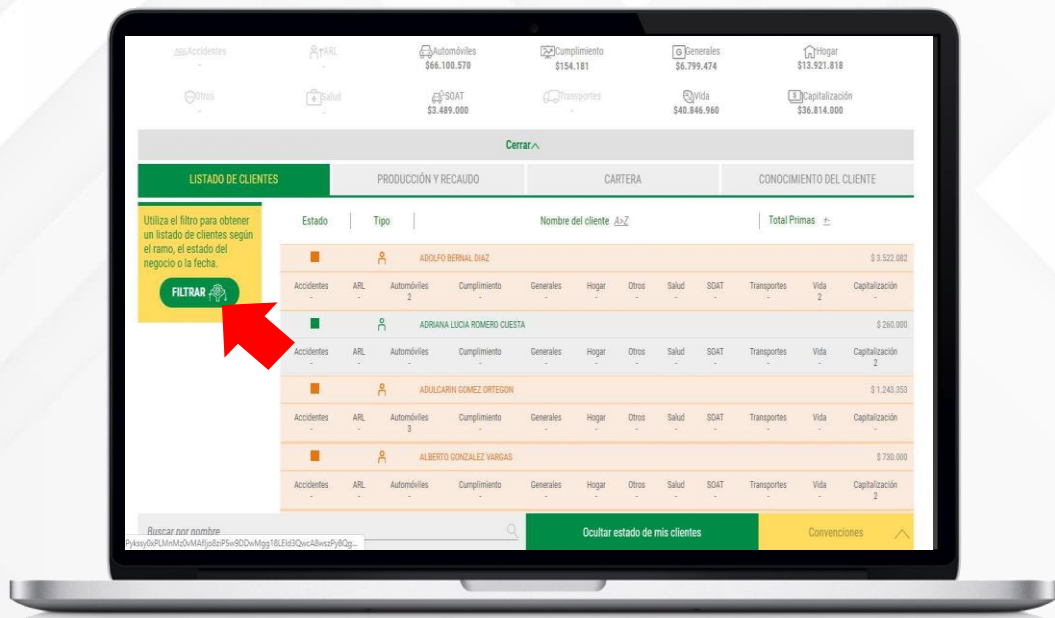 Accidentes ARL Automóviles Cumplimiento Generales Hogar
- - $66.100.570 $154.181 $6.799.474 $13.921.818
Otros Salud SOAT Transportes Vida Capitalización
- - $3.489.000 - $40.846.960 $36.814.000
Cerrar
LISTADO DE CLIENTES PRODUCCIÓN Y RECAUDO CARTERA CONOCIMIENTO DEL CLIENTE
Utiliza el filtro para obtener
un listado de clientes según
el ramo, el estado del
negocio o la fecha.
FILTRAR
Estado Tipo Nombre del cliente A>Z Total Primas +-
ADOLFO BERNAL DIAZ $ 3.522.082
Accidentes ARL Automóviles Cumplimiento Generales Hogar Otros Salud SOAT Transportes Vida Capitalización
- - 2 - - - - - - - 2 -
ADRIANA LUCIA ROMERO CUESTA $ 260.000
Accidentes ARL Automóviles Cumplimiento Generales Hogar Otros Salud SOAT Transportes Vida Capitalización
- - - - - - - - - - - 2
ADULCARIN GOMEZ ORTEGON $ 1.243.353
Accidentes ARL Automóviles Cumplimiento Generales Hogar Otros Salud SOAT Transportes Vida Capitalización
- - 3 - - - - - - - - -
ALBERTO GONZALEZ VARGAS $ 730.000
Accidentes ARL Automóviles Cumplimiento Generales Hogar Otros Salud SOAT Transportes Vida Capitalización
- - - - - - - - - - - 2
Buscar por nombre Ocultar estado de mis clientes Convenciones